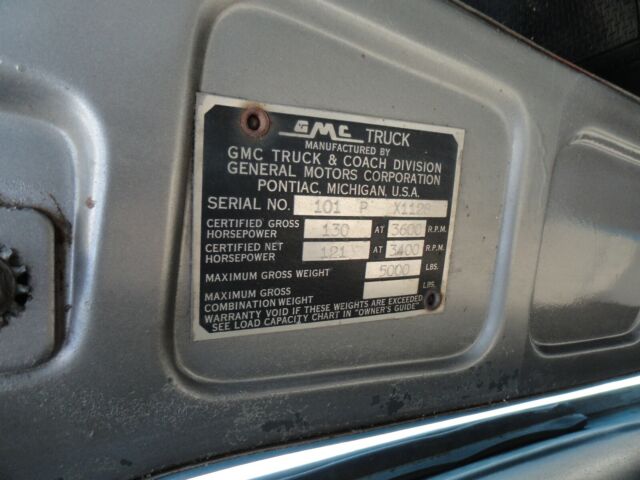 GMC TRUCK
MANUFACTURED BY
GMC TRUCK & COACH DIVISION
GENERAL MOTORS CORPORATION
PONTIAC, MICHIGAN, U.S.A.
SERIAL NO. 101 P
CERTIFIED GROSS HORSEPOWER 130 AT 3600 R.P.M.
CERTIFIED NET HORSEPOWER 121 AT 3400 R.P.M.
MAXIMUM GROSS WEIGHT 5000 LBS.
MAXIMUM GROSS COMBINATION WEIGHT LBS.
WARRANTY VOID IF THESE WEIGHTS ARE EXCEEDED
SEE LOAD CAPACITY CHART IN "OWNER'S GUIDE"